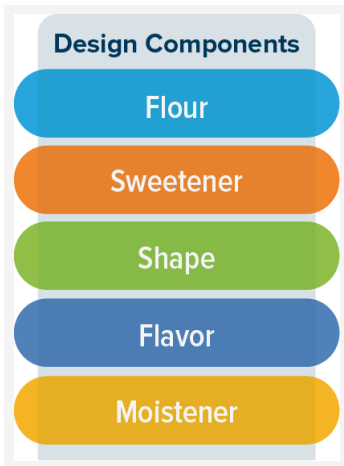 Design Components
Flour
Sweetener
Shape
Flavor
Moistener